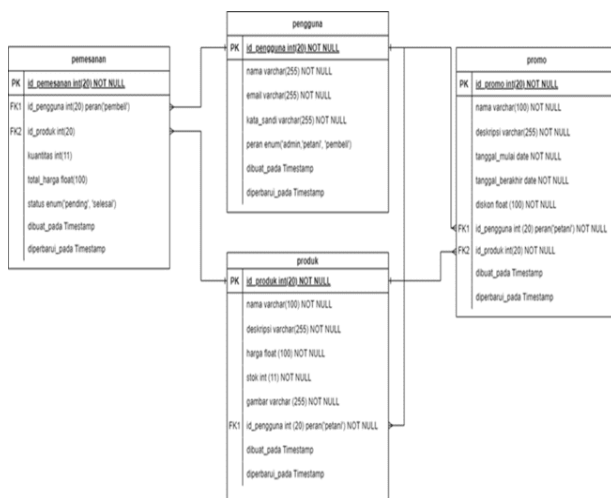 pemesanan
PK id_pemesanan int(20) NOT NULL
FK1 id_pengguna int(20) peran('pembeli')
FK2 id_produk int(20)
kuantitas int(11)
total_harga float(100)
status enum('pending', 'selesai')
dibuat_pada Timestamp
diperbarui_pada Timestamp
pengguna
PK id_pengguna int(20) NOT NULL
nama varchar(255) NOT NULL
email varchar(255) NOT NULL
kata_sandi varchar(255) NOT NULL
peran enum('admin,'petani', 'pembeli')
dibuat_pada Timestamp
diperbarui_pada Timestamp
produk
PK id_produk int(20) NOT NULL
nama varchar(100) NOT NULL
deskripsi varchar(255) NOT NULL
harga float (100) NOT NULL
stok int (11) NOT NULL
gambar varchar (255) NOT NULL
FK1 id_pengguna int (20) peran('petani') NOT NULL
dibuat_pada Timestamp
diperbarui_pada Timestamp
promo
PK id_promo int(20) NOT NULL
nama varchar(100) NOT NULL
deskripsi varchar(255) NOT NULL
tanggal_mulai date NOT NULL
tanggal_berakhir date NOT NULL
diskon float (100) NOT NULL
FK1 id_pengguna int (20) peran('petani') NOT NULL
FK2 id_produk int(20) NOT NULL
dibuat_pada Timestamp
diperbarui_pada Timestamp